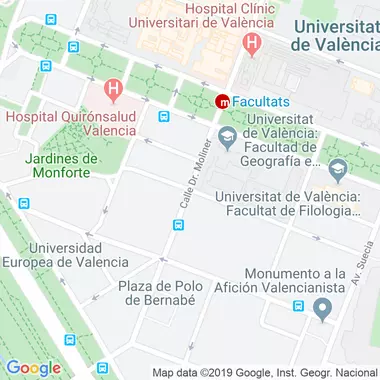 Hospital Clínic
Universitari de València
H
Universitat
de València
H
m Facultats
Hospital Quirónsalud
Valencia
Universitat
de València:
Facultad de
Geografía e...
Jardines de
Monforte
Calle Dr. Moliner
Universitat de València:
Facultat de Filologia...
Universidad
Europea de Valencia
Plaza de Polo
de Bernabé
Monumento a la
Afición Valencianista
Av. Suecia
Google
Map data ©2019 Google, Inst. Geogr. Nacional